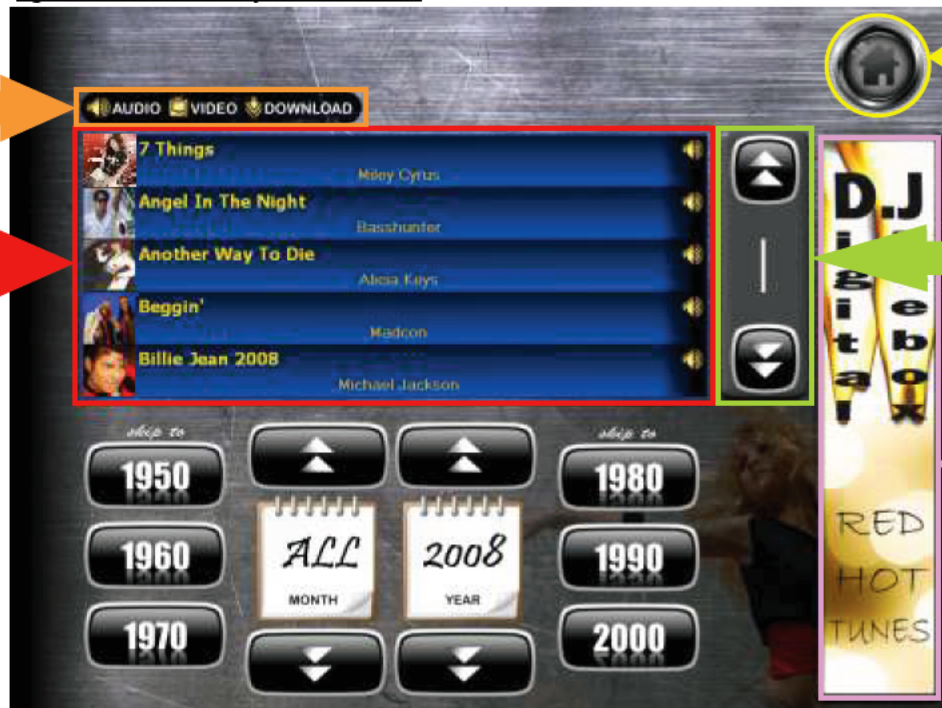 AUDIO VIDEO DOWNLOAD
7 Things
Miley Cyrus
Angel In The Night
Basshunter
Another Way To Die
Alicia Keys
Beggin'
Madcon
Billie Jean 2008
Michael Jackson
skip to
1950
1960
1970
ALL
MONTH
2008
YEAR
skip to
1980
1990
2000
D.J
RED
HOT
TUNES